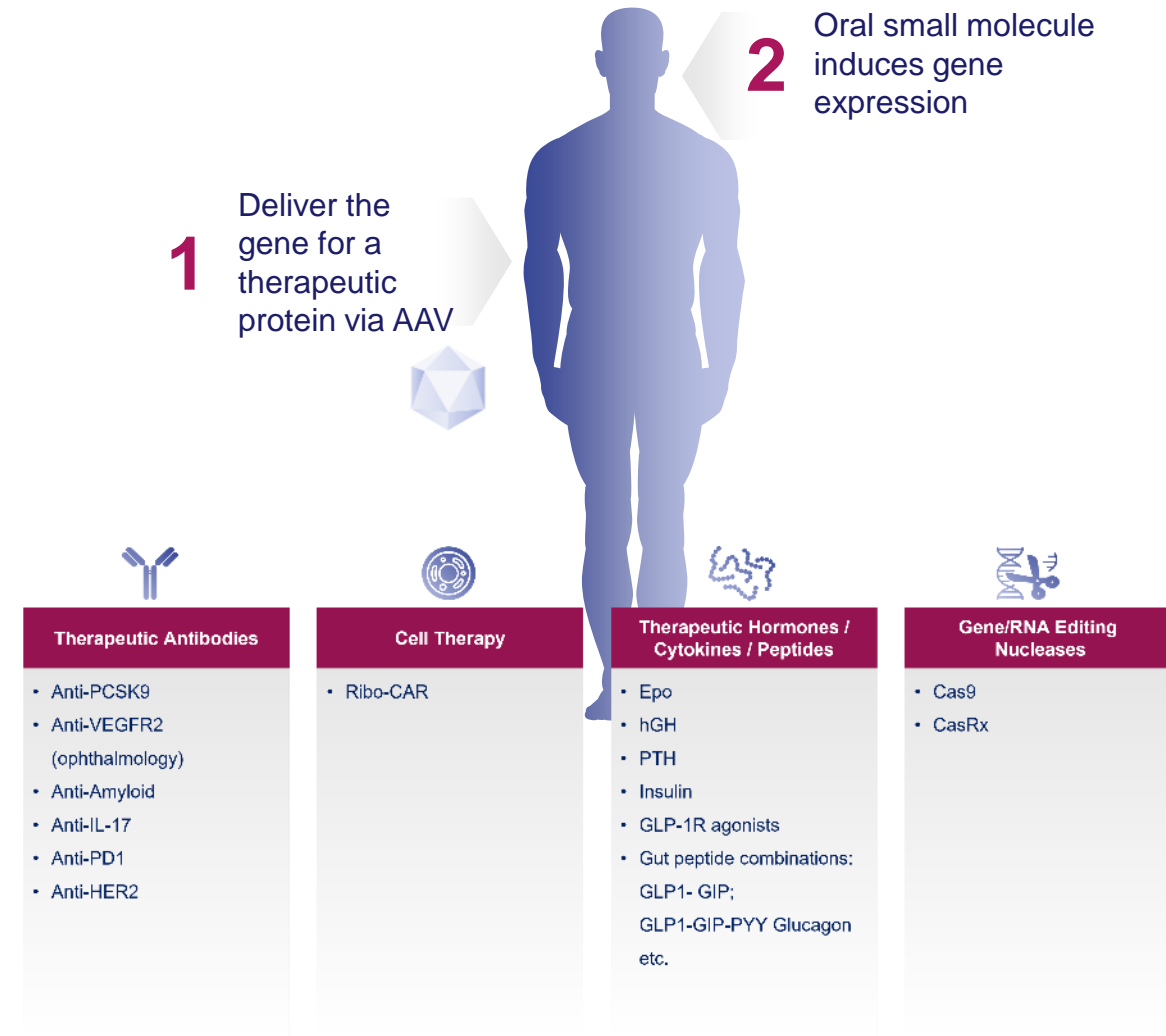 2
Oral small molecule
induces gene
expression
1
Deliver the
gene for a
therapeutic
protein via AAV
Therapeutic Antibodies
• Anti-PCSK9
• Anti-VEGFR2
(ophthalmology)
• Anti-Amyloid
• Anti-IL-17
• Anti-PD1
• Anti-HER2
Cell Therapy
• Ribo-CAR
Therapeutic Hormones /
Cytokines / Peptides
• Epo
• hGH
• PTH
• Insulin
• GLP-1R agonists
• Gut peptide combinations:
GLP1- GIP;
GLP1-GIP-PYY Glucagon
etc.
Gene/RNA Editing
Nucleases
• Cas9
• CasRx